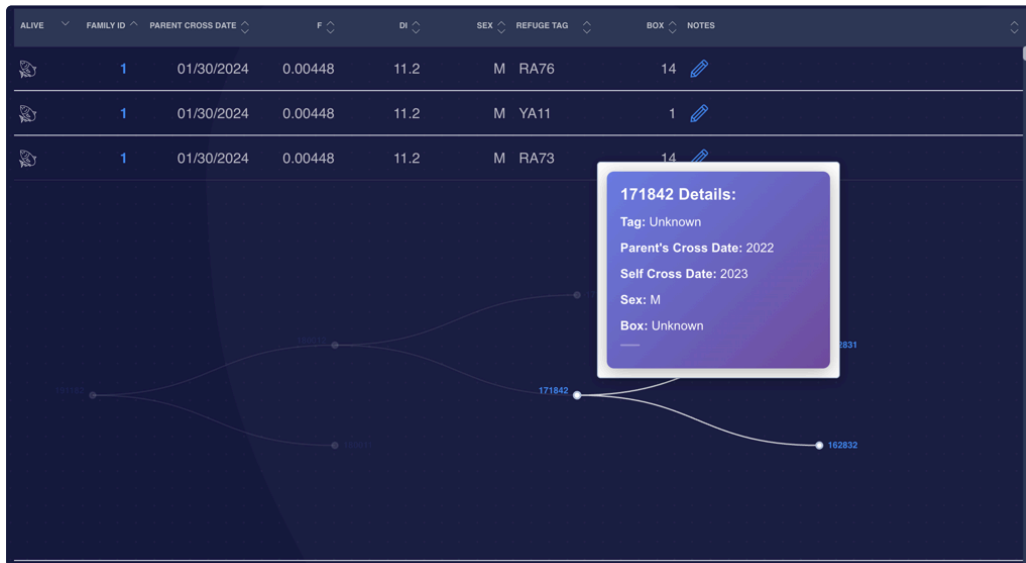 ALIVE FAMILY ID PARENT CROSS DATE F DI SEX REFUGE TAG BOX NOTES
1 01/30/2024 0.00448 11.2 M RA76 14
1 01/30/2024 0.00448 11.2 M YA11 1
1 01/30/2024 0.00448 11.2 M RA73 14
171842 Details:
Tag: Unknown
Parent's Cross Date: 2022
Self Cross Date: 2023
Sex: M
Box: Unknown
171842
162832